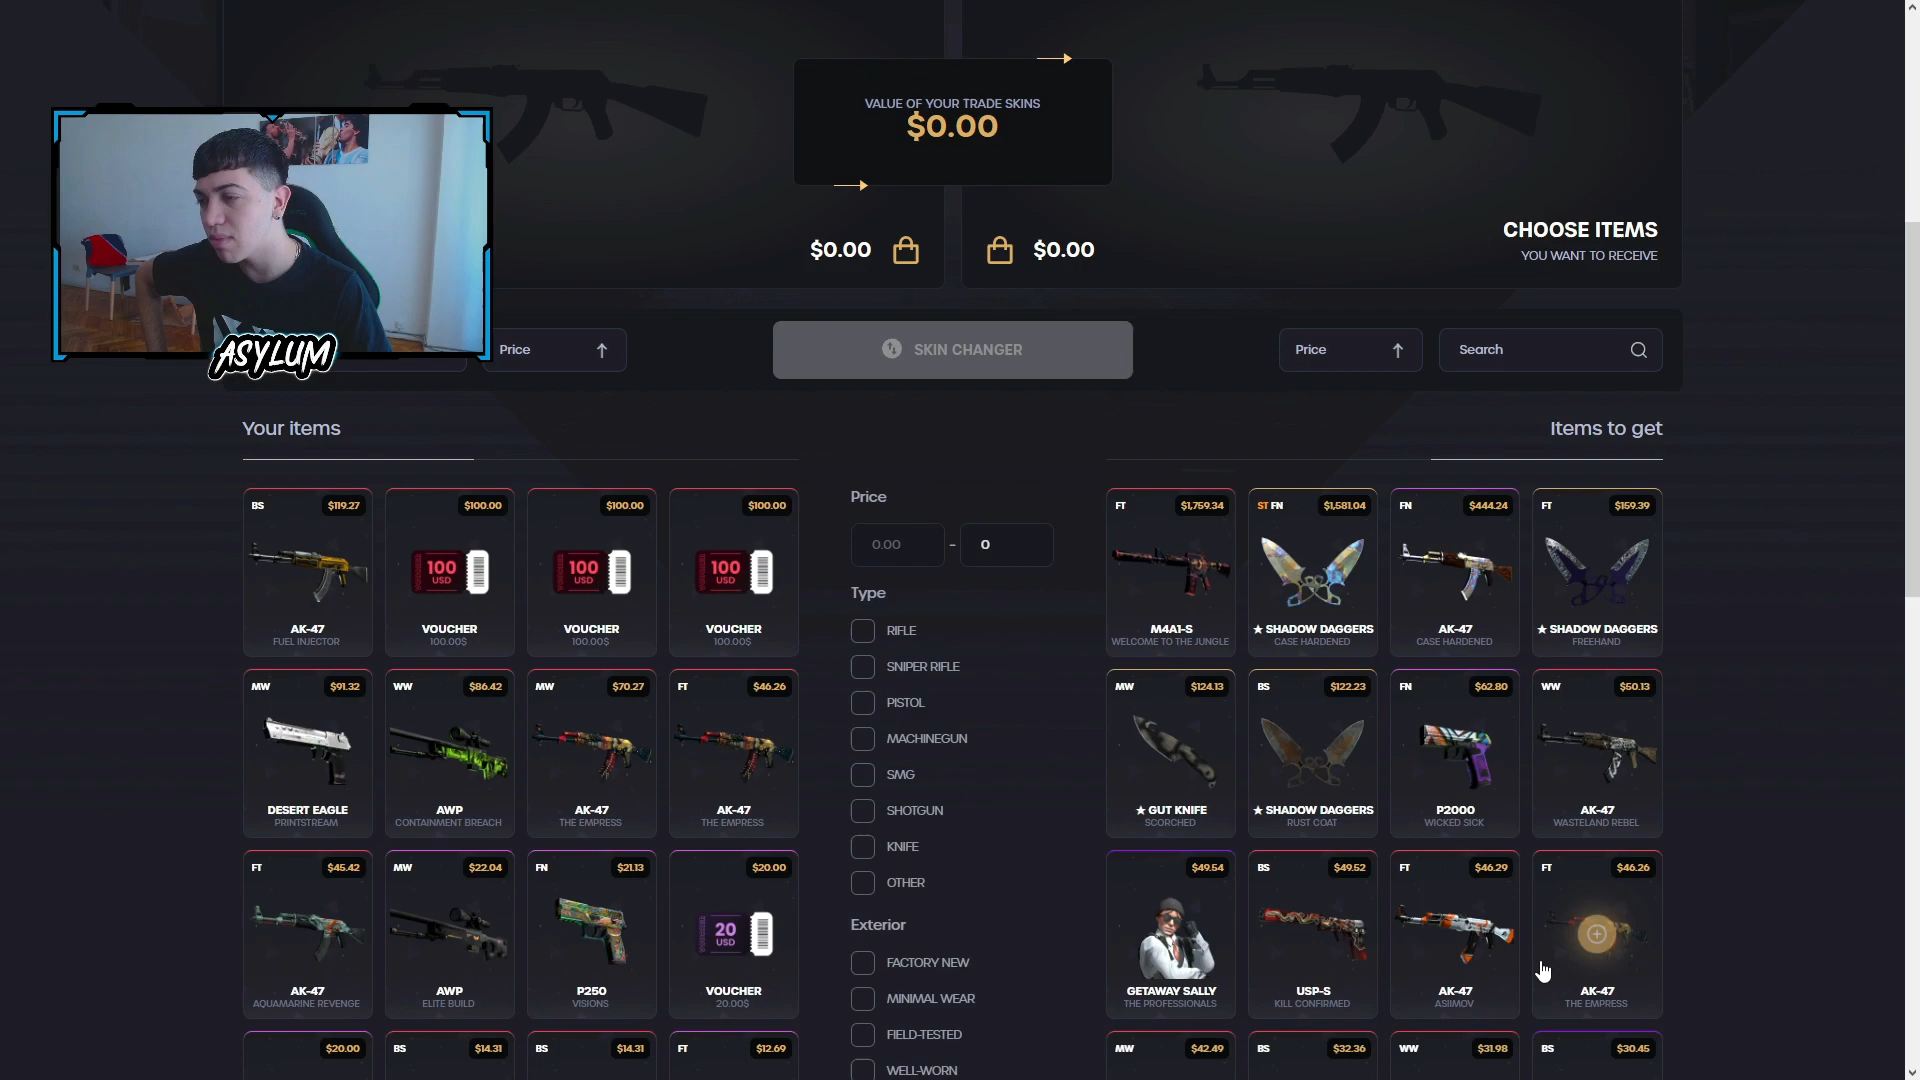 VALUE OF YOUR TRADE SKINS
$0.00
$0.00
$0.00
CHOOSE ITEMS
YOU WANT TO RECEIVE
ASYLUM
Price
SKIN CHANGER
Price
Search
Your items
Items to get
BS $119.27
AK-47
FUEL INJECTOR
$100.00
100
USD
VOUCHER
100.00$
$100.00
100
USD
VOUCHER
100.00$
$100.00
100
USD
VOUCHER
100.00$
MW $91.32
DESERT EAGLE
PRINTSTREAM
WW $86.42
AWP
CONTAINMENT BREACH
MW $70.27
AK-47
THE EMPRESS
FT $46.26
AK-47
THE EMPRESS
FT $45.42
AK-47
AQUAMARINE REVENGE
MW $22.04
AWP
ELITE BUILD
FN $21.13
P250
VISIONS
$20.00
20
USD
VOUCHER
20.00$
$20.00
BS $14.31
BS $14.31
FT $12.69
Price
0.00 - 0
Type
RIFLE
SNIPER RIFLE
PISTOL
MACHINEGUN
SMG
SHOTGUN
KNIFE
OTHER
Exterior
FACTORY NEW
MINIMAL WEAR
FIELD-TESTED
WELL-WORN
FT $1,759.34
M4A1-S
WELCOME TO THE JUNGLE
ST FN $1,581.04
★ SHADOW DAGGERS
CASE HARDENED
FN $444.24
AK-47
CASE HARDENED
FT $159.39
★ SHADOW DAGGERS
FREEHAND
MW $124.13
★ GUT KNIFE
SCORCHED
BS $122.23
★ SHADOW DAGGERS
RUST COAT
FN $62.80
P2000
WICKED SICK
WW $50.13
AK-47
WASTELAND REBEL
$49.54
GETAWAY SALLY
THE PROFESSIONALS
BS $49.52
USP-S
KILL CONFIRMED
FT $46.29
AK-47
ASIIMOV
FT $46.26
AK-47
THE EMPRESS
MW $42.49
BS $32.36
WW $31.98
BS $30.45